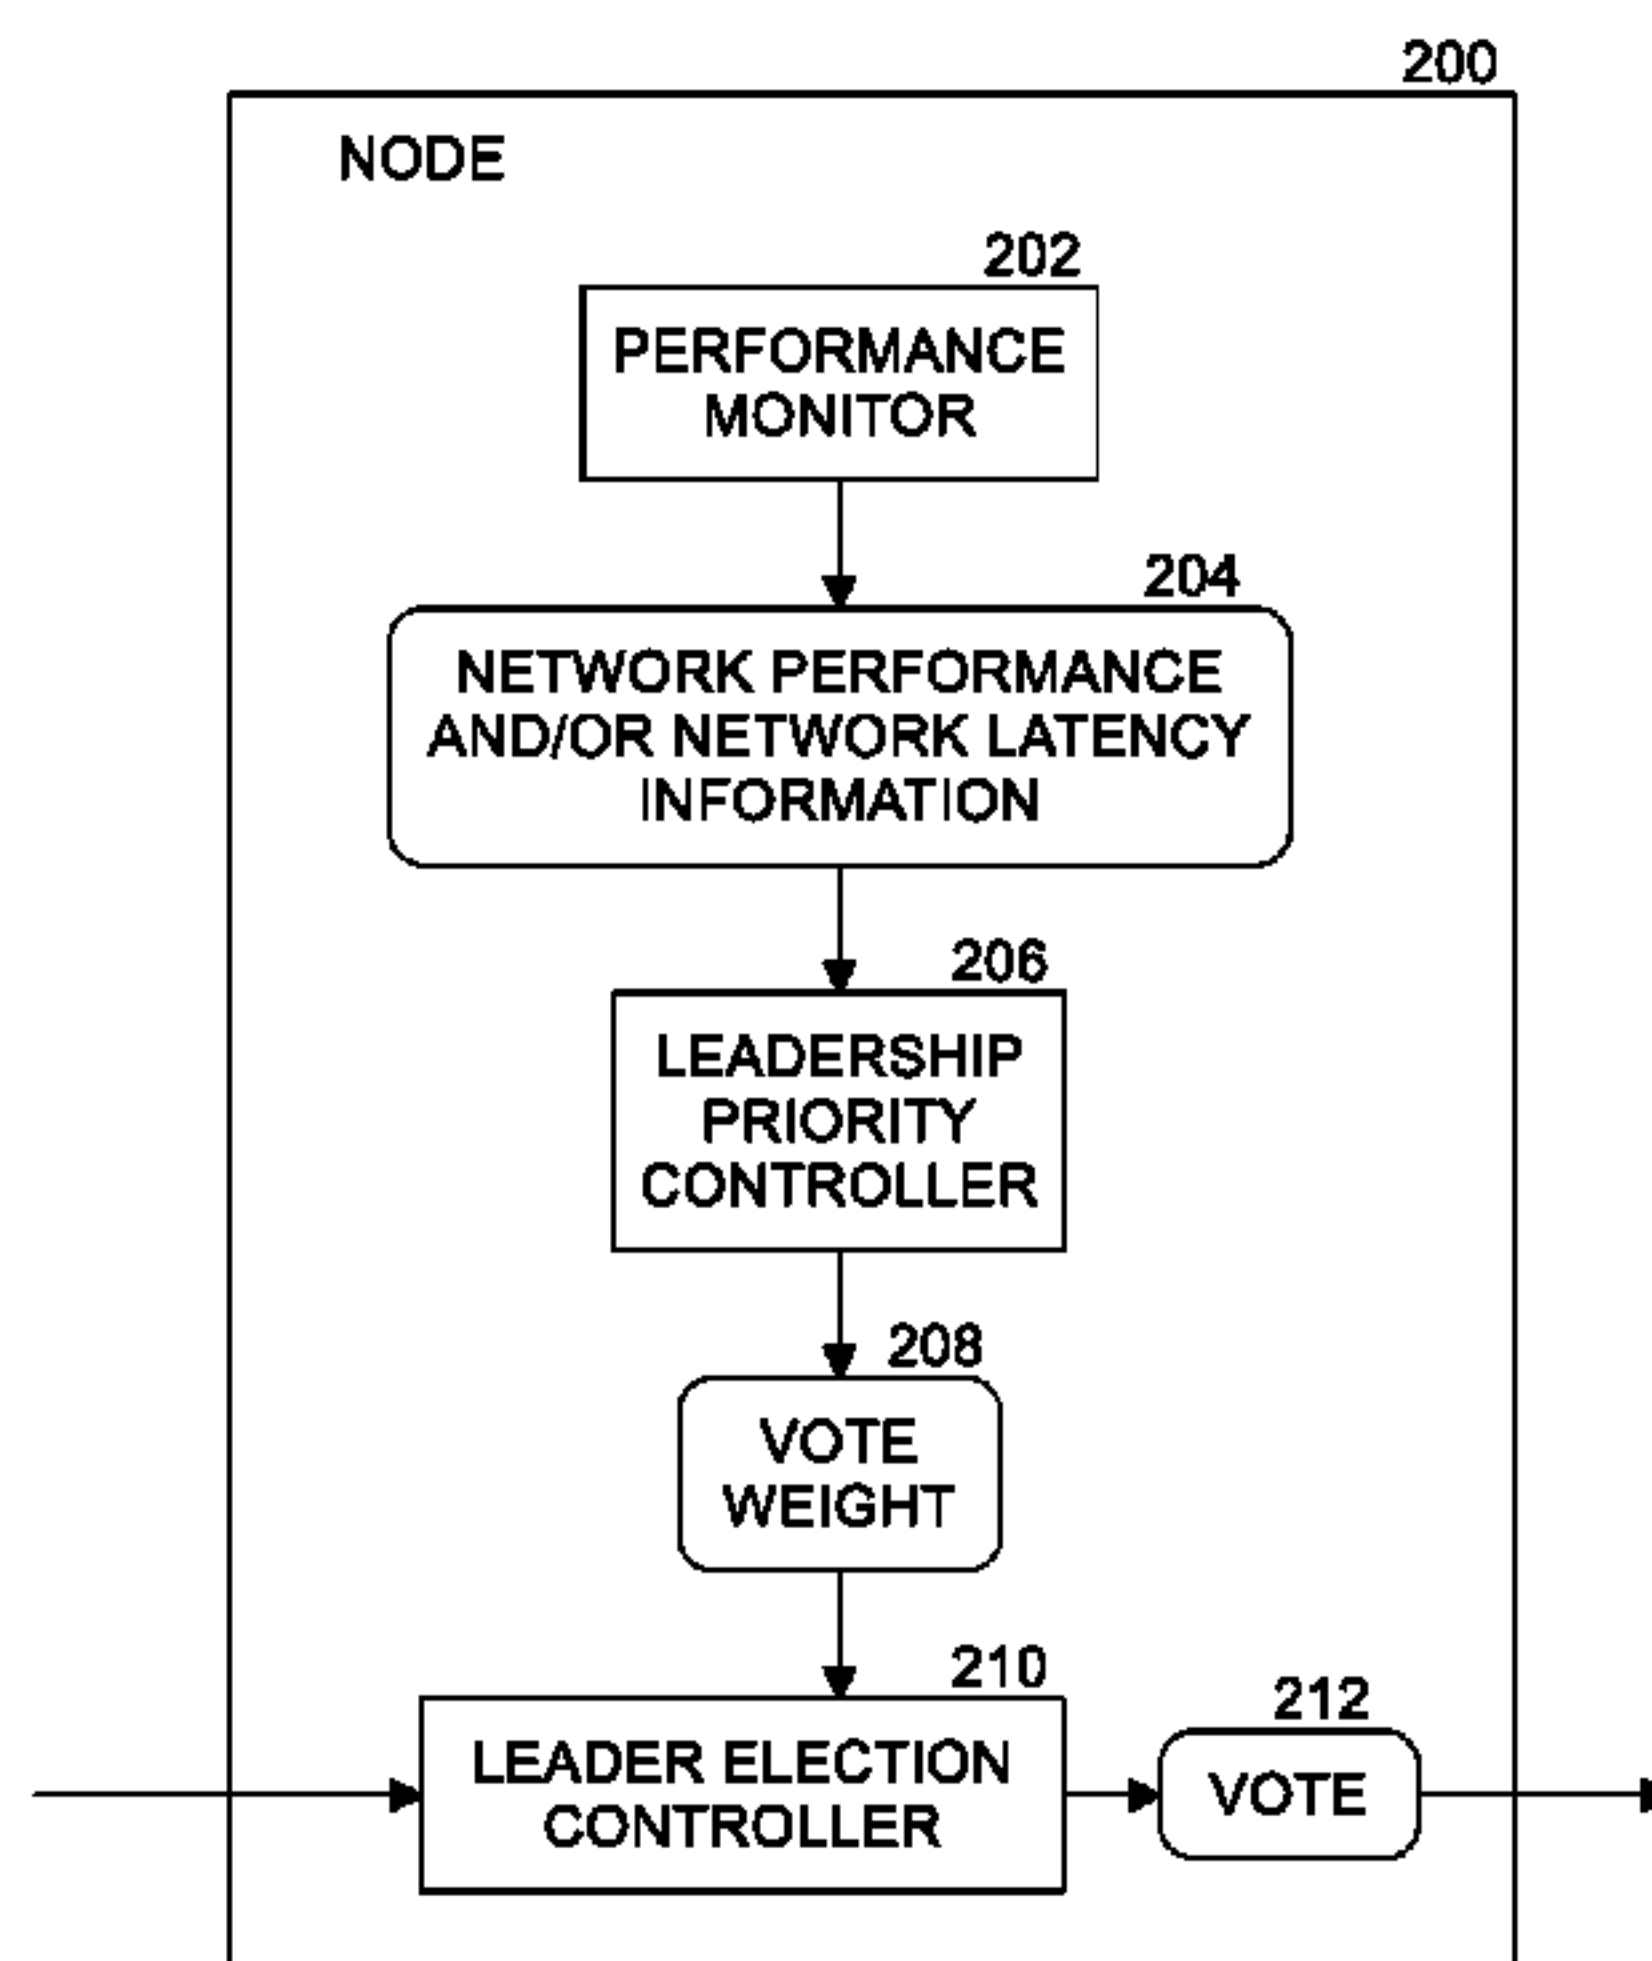 200
NODE
202
PERFORMANCE
MONITOR
204
NETWORK PERFORMANCE
AND/OR NETWORK LATENCY
INFORMATION
206
LEADERSHIP
PRIORITY
CONTROLLER
208
VOTE
WEIGHT
210
LEADER ELECTION
CONTROLLER
212
VOTE